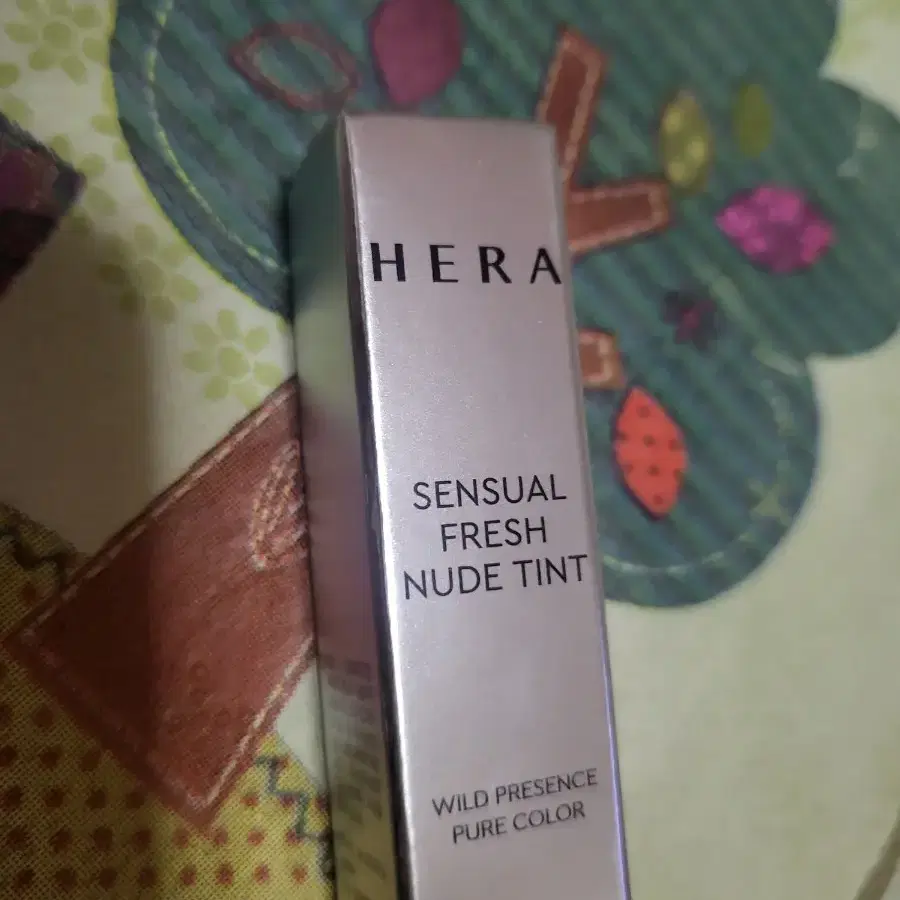 HERA
SENSUAL
FRESH
NUDE TINT
WILD PRESENCE
PURE COLOR